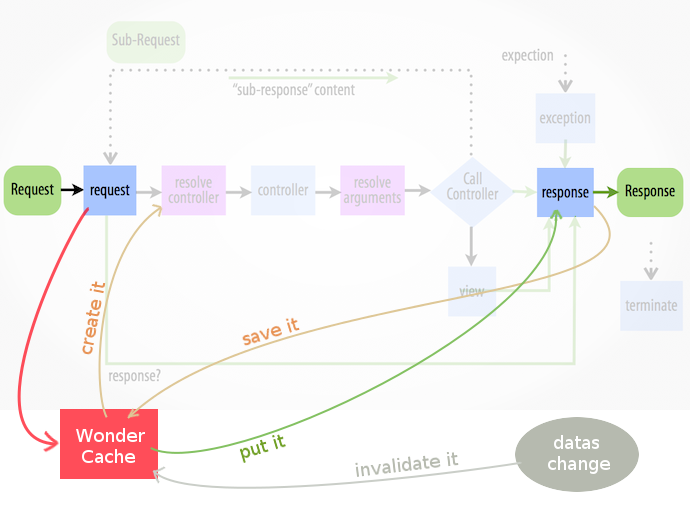 Sub-Request
expection
"sub-response" content
exception
Request
request
resolve
controller
controller
resolve
arguments
Call
Controller
response
Response
view
terminate
create it
save it
response?
Wonder
Cache
put it
invalidate it
datas
change